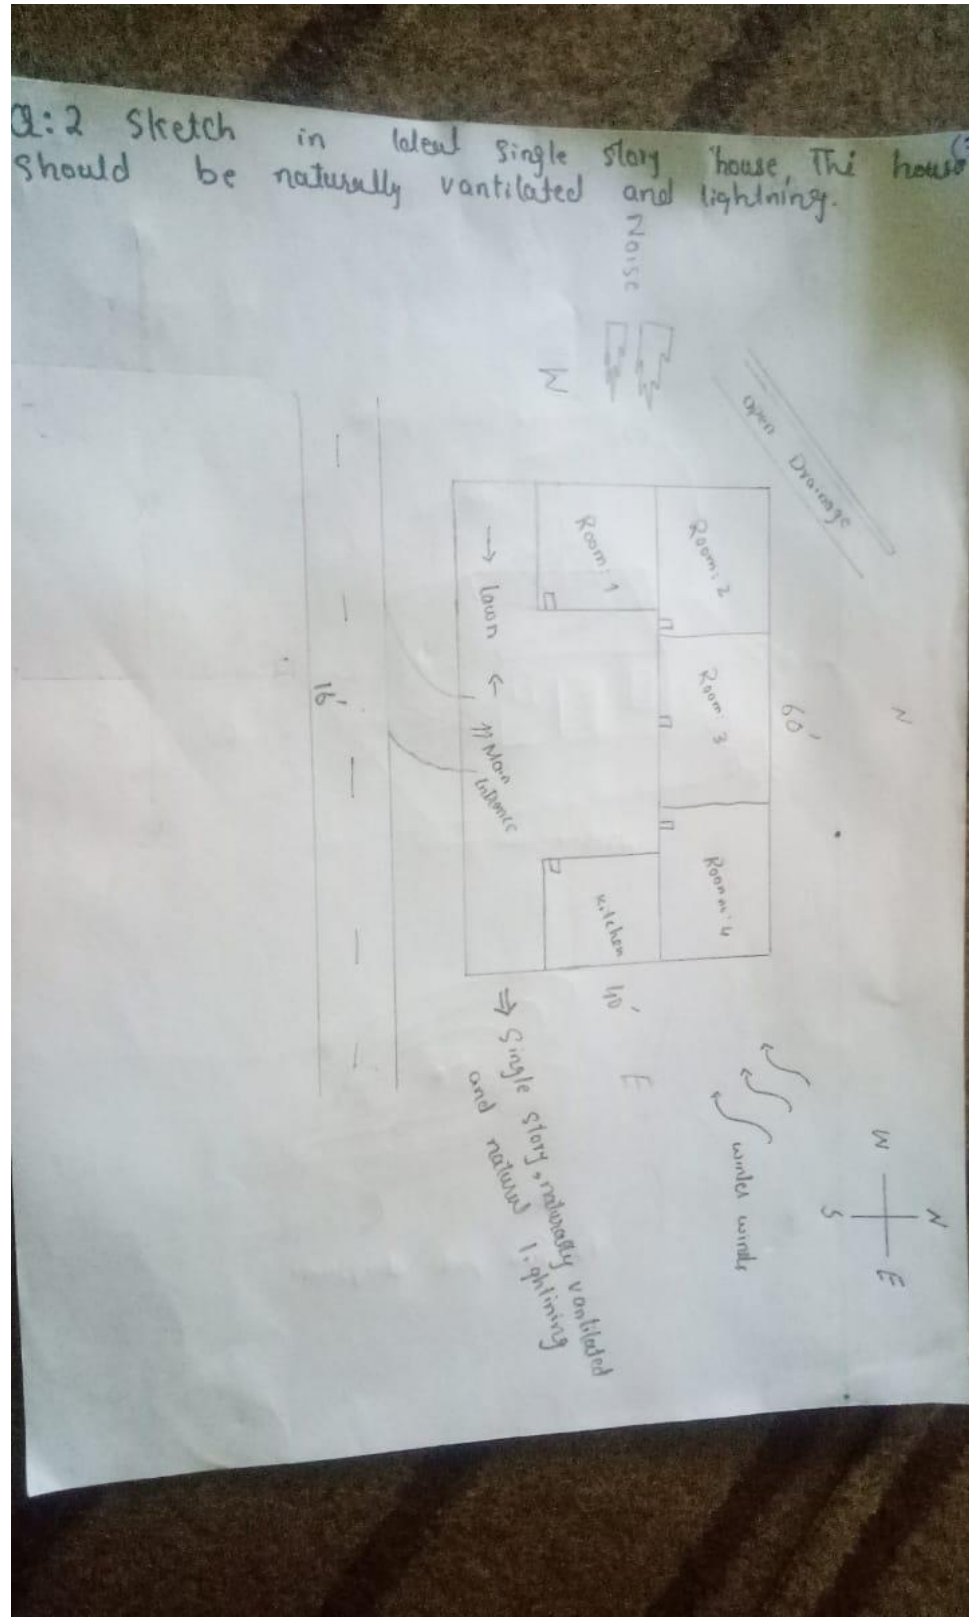 Q:2 Sketch in Ideal Single story house, The house
Should be naturally vantilated and lightning.
Noise
Open Drainage
W
N
60'
Room: 2
Room: 3
Room: 4
Room: 1
Kitchen
40'
E
→ lawn ←
⇈ Main
Entrance
16'
winter winds
N
W
E
S
⇒ Single story, naturally vantilated
and natural lightining